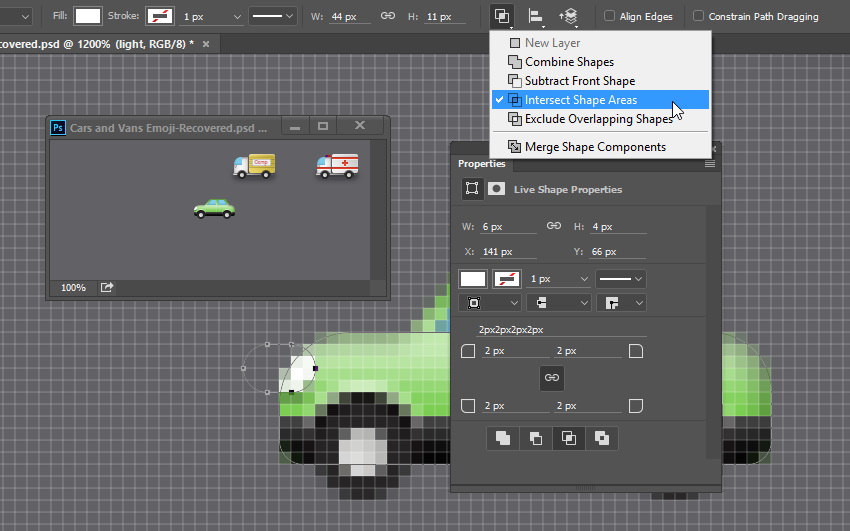 Fill: Stroke: 1 px W: 44 px H: 11 px Align Edges Constrain Path Dragging
covered.psd @ 1200% (light, RGB/8) * ×
New Layer
Combine Shapes
Subtract Front Shape
Intersect Shape Areas
Exclude Overlapping Shapes
Merge Shape Components
Ps Cars and Vans Emoji-Recovered.psd ...
100%
Properties
Live Shape Properties
W: 6 px H: 4 px
X: 141 px Y: 66 px
1 px
2px2px2px2px
2 px 2 px
2 px 2 px